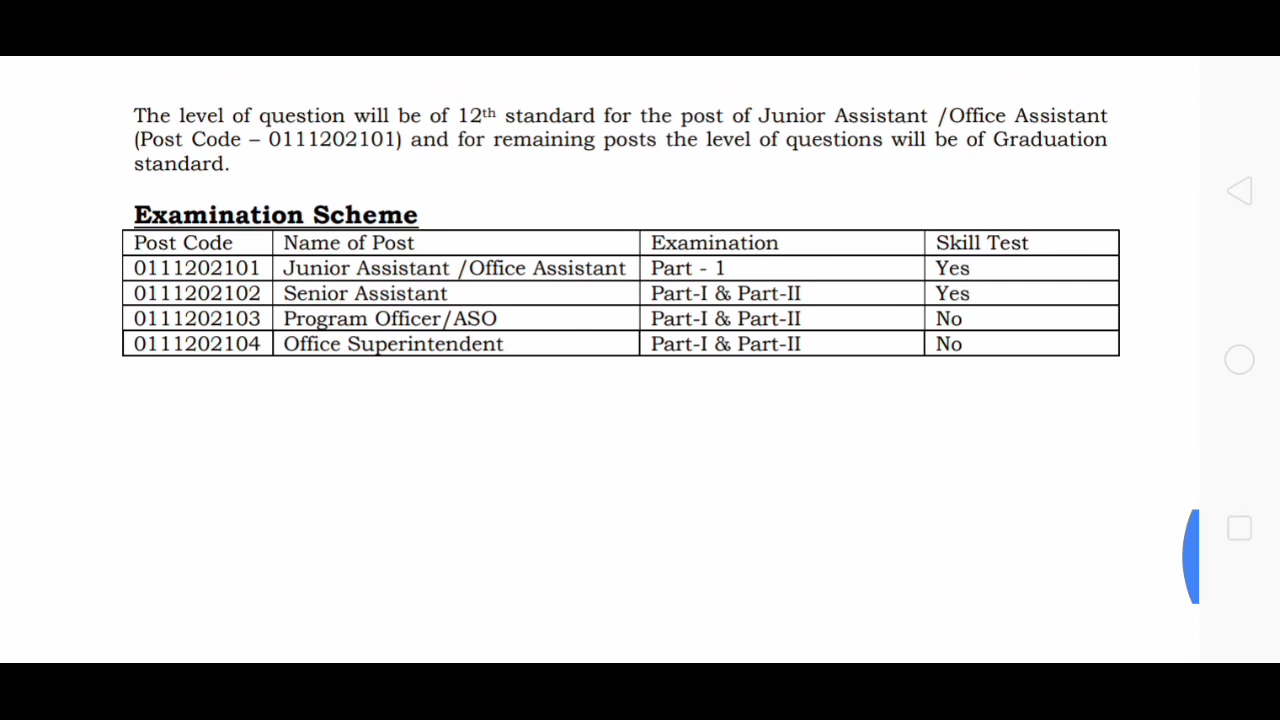 The level of question will be of 12th standard for the post of Junior Assistant /Office Assistant
(Post Code – 0111202101) and for remaining posts the level of questions will be of Graduation
standard.
Examination Scheme
Post Code Name of Post Examination Skill Test
0111202101 Junior Assistant /Office Assistant Part - 1 Yes
0111202102 Senior Assistant Part-I & Part-II Yes
0111202103 Program Officer/ASO Part-I & Part-II No
0111202104 Office Superintendent Part-I & Part-II No